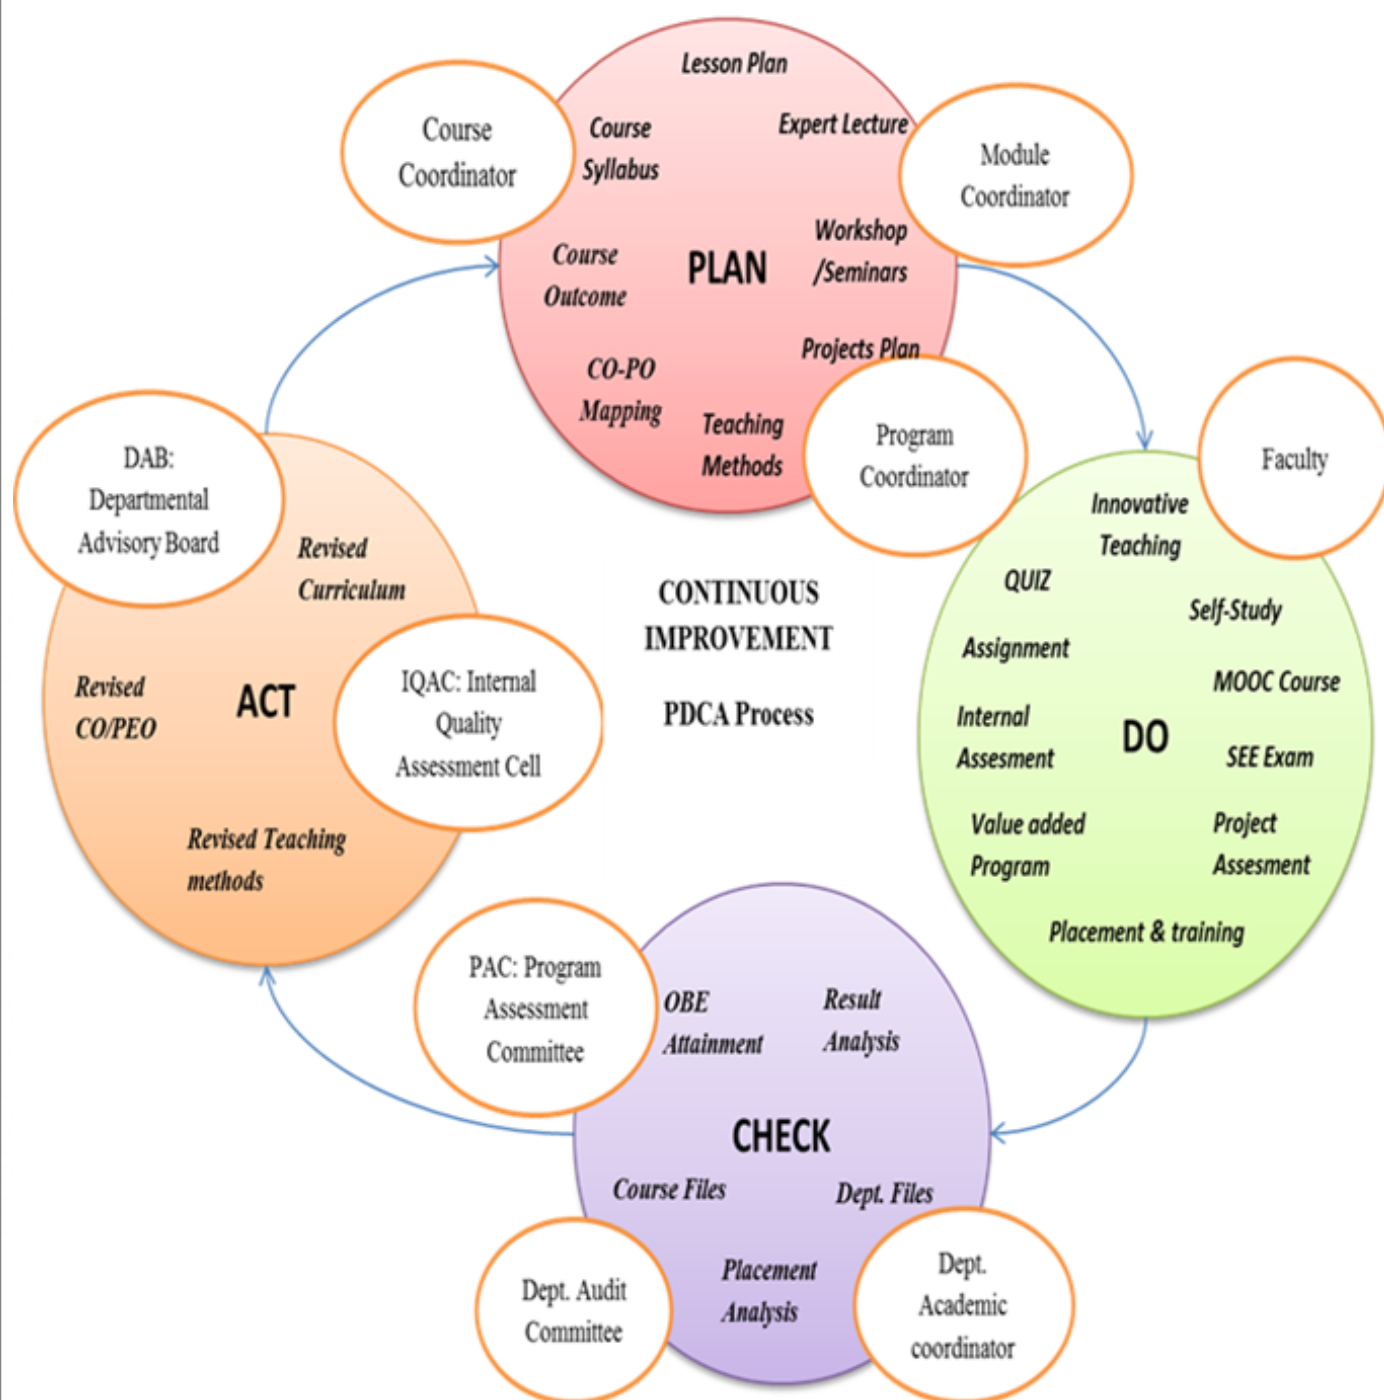 Lesson Plan
Expert Lecture
Course
Syllabus
Course
Coordinator
Module
Coordinator
Workshop
/Seminars
Course
Outcome
PLAN
Projects Plan
CO-PO
Mapping
Teaching
Methods
Program
Coordinator
Faculty
Innovative
Teaching
QUIZ
Self-Study
Assignment
MOOC Course
Internal
Assesment
DO
SEE Exam
Value added
Program
Project
Assesment
Placement & training
DAB:
Departmental
Advisory Board
Revised
Curriculum
Revised
CO/PEO
ACT
IQAC: Internal
Quality
Assessment Cell
Revised Teaching
methods
CONTINUOUS
IMPROVEMENT
PDCA Process
PAC: Program
Assessment
Committee
OBE
Attainment
Result
Analysis
CHECK
Course Files
Dept. Files
Placement
Analysis
Dept. Audit
Committee
Dept.
Academic
coordinator